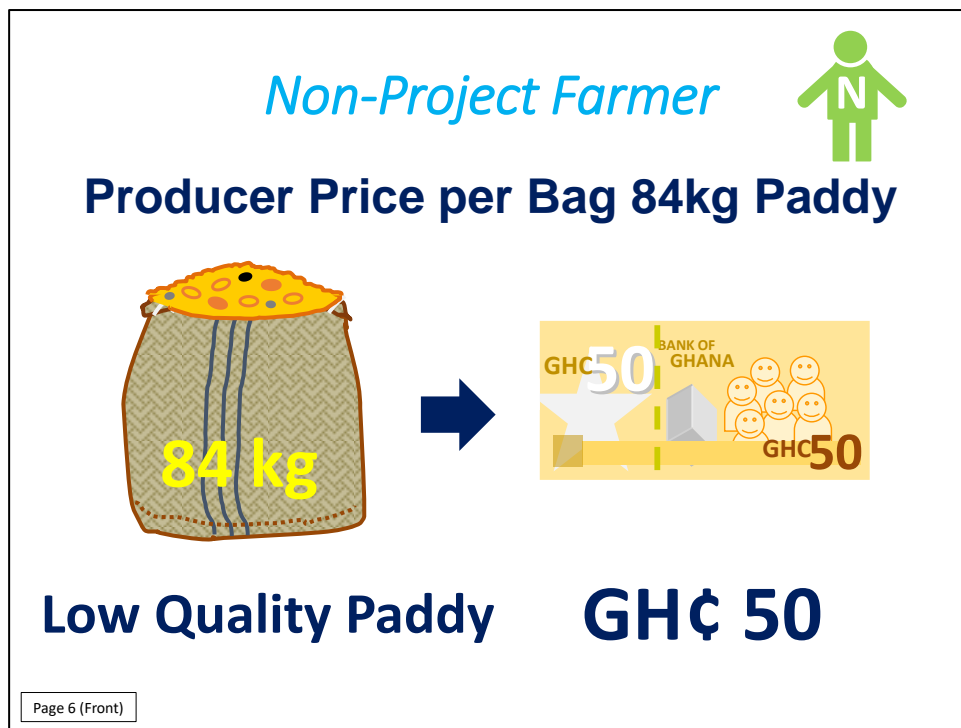 Non-Project Farmer
N
Producer Price per Bag 84kg Paddy
84 kg
GHC50
BANK OF
GHANA
GHC50
Low Quality Paddy
GH¢ 50
Page 6 (Front)